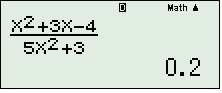 D Math ▲
x²+3x-4
5x²+3
0.2